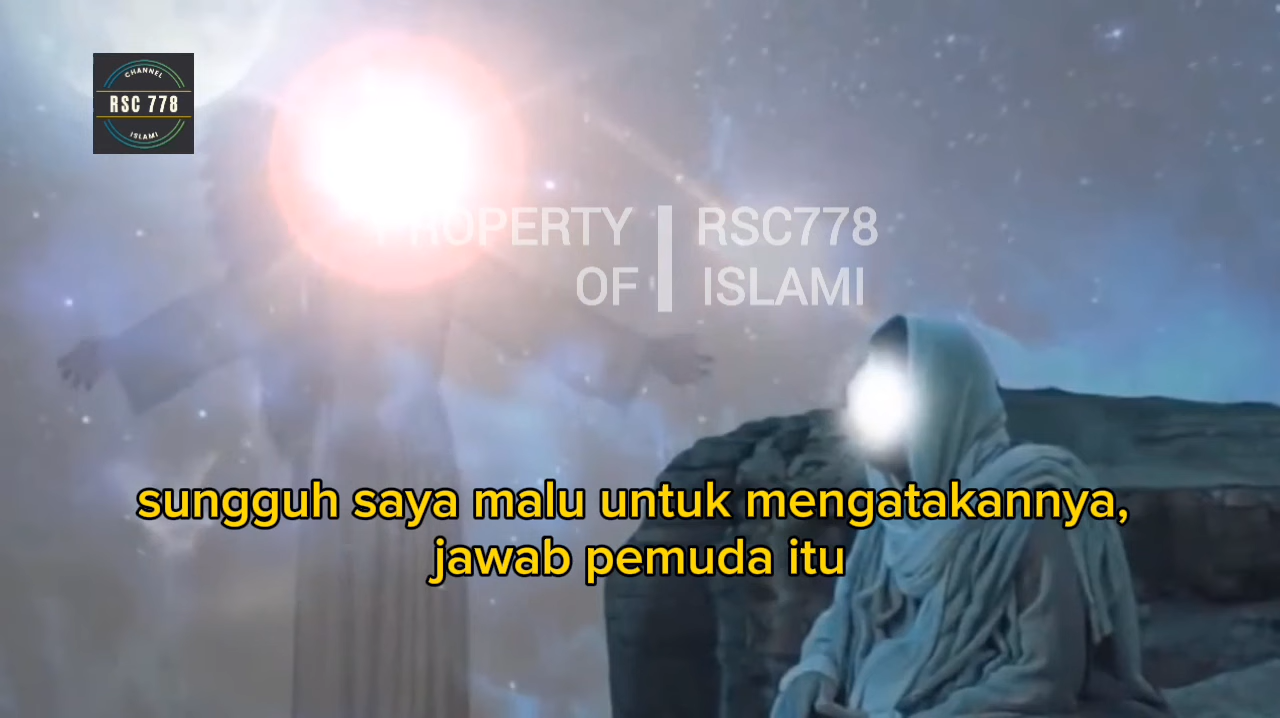 CHANNEL
RSC 778
ISLAMI
PROPERTY OF
RSC778 ISLAMI
sungguh saya malu untuk mengatakannya,
jawab pemuda itu